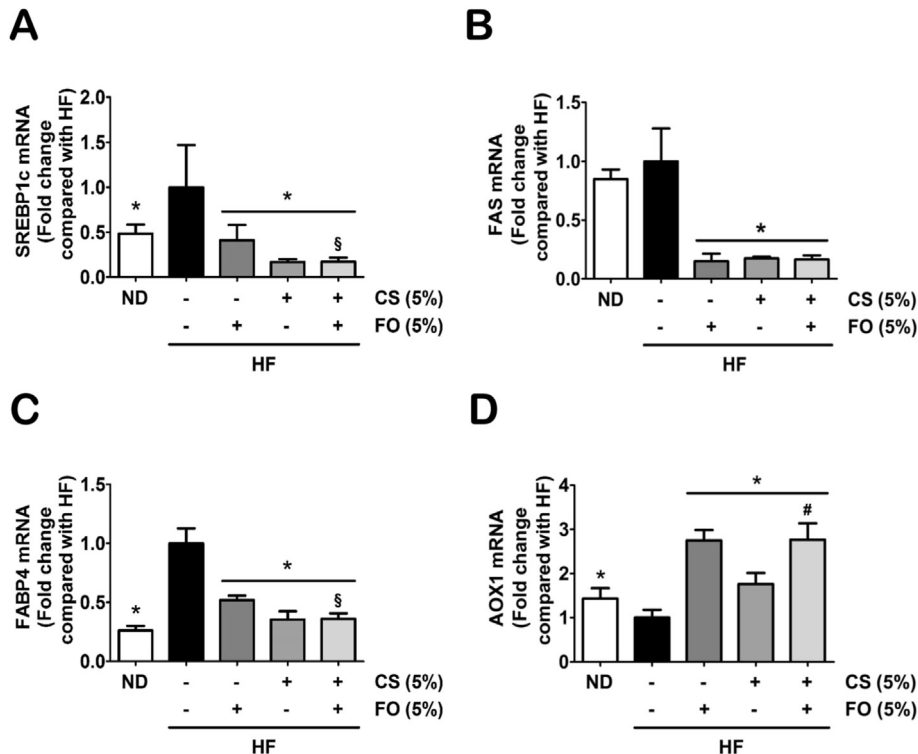 A
SREBP1c mRNA
(Fold change
compared with HF)
2.0
1.5
1.0
0.5
0.0
*
*
§
ND - - + + CS (5%)
- + - + FO (5%)
HF
B
FAS mRNA
(Fold change
compared with HF)
1.5
1.0
0.5
0.0
*
ND - - + + CS (5%)
- + - + FO (5%)
HF
C
FABP4 mRNA
(Fold change
compared with HF)
1.5
1.0
0.5
0.0
*
*
§
ND - - + + CS (5%)
- + - + FO (5%)
HF
D
AOX1 mRNA
(Fold change
compared with HF)
4
3
2
1
0
*
*
#
ND - - + + CS (5%)
- + - + FO (5%)
HF